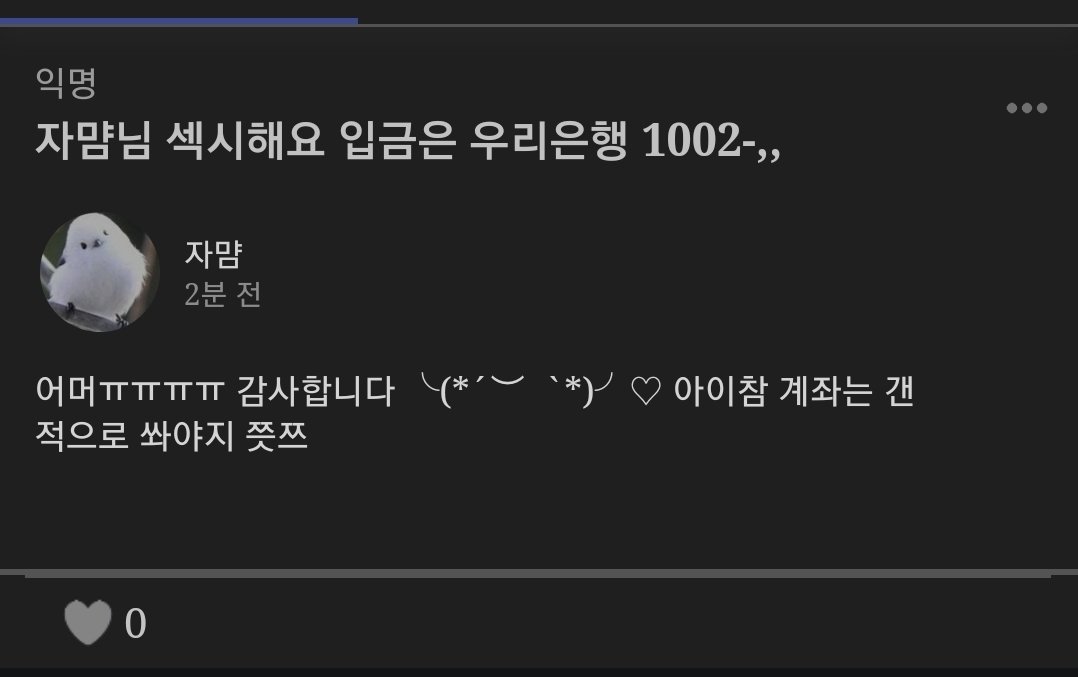 익명
자먐님 섹시해요 입금은 우리은행 1002-,,
자먐
2분 전
어머ㅠㅠㅠㅠ 감사합니다 ╰(*´︶`*)╯♡ 아이참 계좌는 갠
적으로 쏴야지 쯧쯔
0